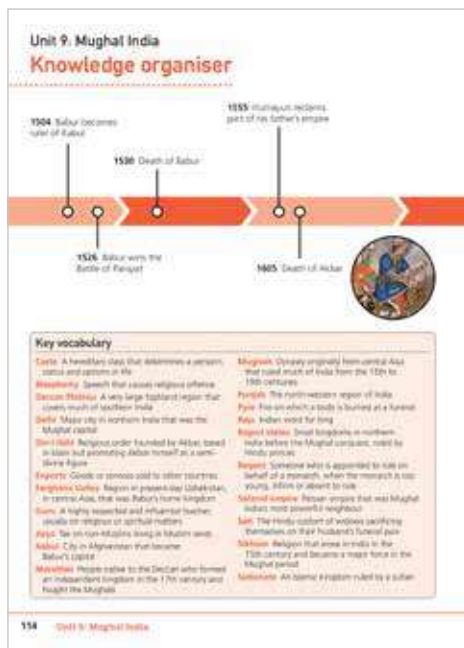 Unit 9: Mughal India
Knowledge organiser
1504 Babur becomes
ruler of Kabul
1555 Humayun reclaims
part of his father's empire
1530 Death of Babur
1526 Babur wins the
Battle of Panipat
1605 Death of Akbar
Key vocabulary
Caste A hereditary class that determines a person's
status and options in life
Blasphemy Speech that causes religious offence
Deccan Plateau A very large highland region that
covers much of southern India
Delhi Major city in northern India that was the
Mughal capital
Din-i Ilahi Religious order founded by Akbar, based
in Islam but promoting Akbar himself as a semi-
divine figure
Exports Goods or services sold to other countries
Ferghana Valley Region in present-day Uzbekistan,
in central Asia, that was Babur's home kingdom
Guru A highly respected and influential teacher,
usually on religious or spiritual matters
Jizya Tax on non-Muslims living in Muslim lands
Kabul City in Afghanistan that became
Babur's capital
Marathas People native to the Deccan who formed
an independent kingdom in the 17th century and
fought the Mughals
Mughals Dynasty originally from central Asia
that ruled much of India from the 16th to
19th centuries
Punjab The north-western region of India
Pyre Fire on which a body is burned at a funeral
Raja Indian word for king
Rajput states Small kingdoms in northern
India before the Mughal conquest, ruled by
Hindu princes
Regent Someone who is appointed to rule on
behalf of a monarch, when the monarch is too
young, infirm or absent to rule
Safavid empire Persian empire that was Mughal
India's most powerful neighbour
Sati The Hindu custom of widows sacrificing
themselves on their husband's funeral pyre
Sikhism Religion that arose in India in the
15th century and became a major force in the
Mughal period
Sultanate An Islamic kingdom ruled by a sultan
114 Unit 9: Mughal India